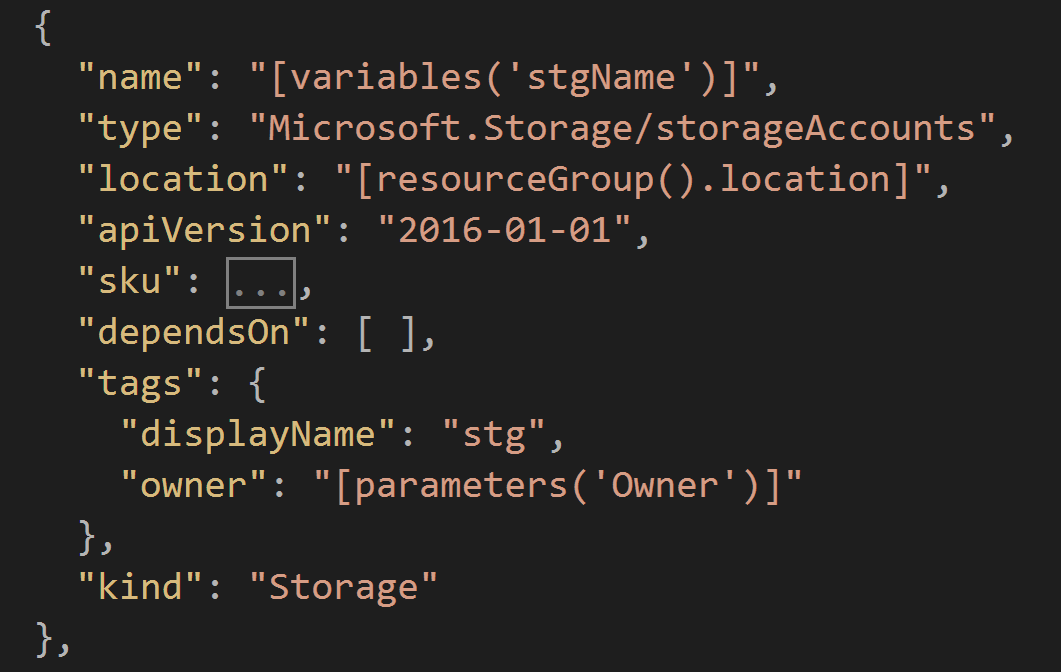 {
"name": "[variables('stgName')]",
"type": "Microsoft.Storage/storageAccounts",
"location": "[resourceGroup().location]",
"apiVersion": "2016-01-01",
"sku": ...,
"dependsOn": [ ],
"tags": {
"displayName": "stg",
"owner": "[parameters('Owner')]"
},
"kind": "Storage"
},